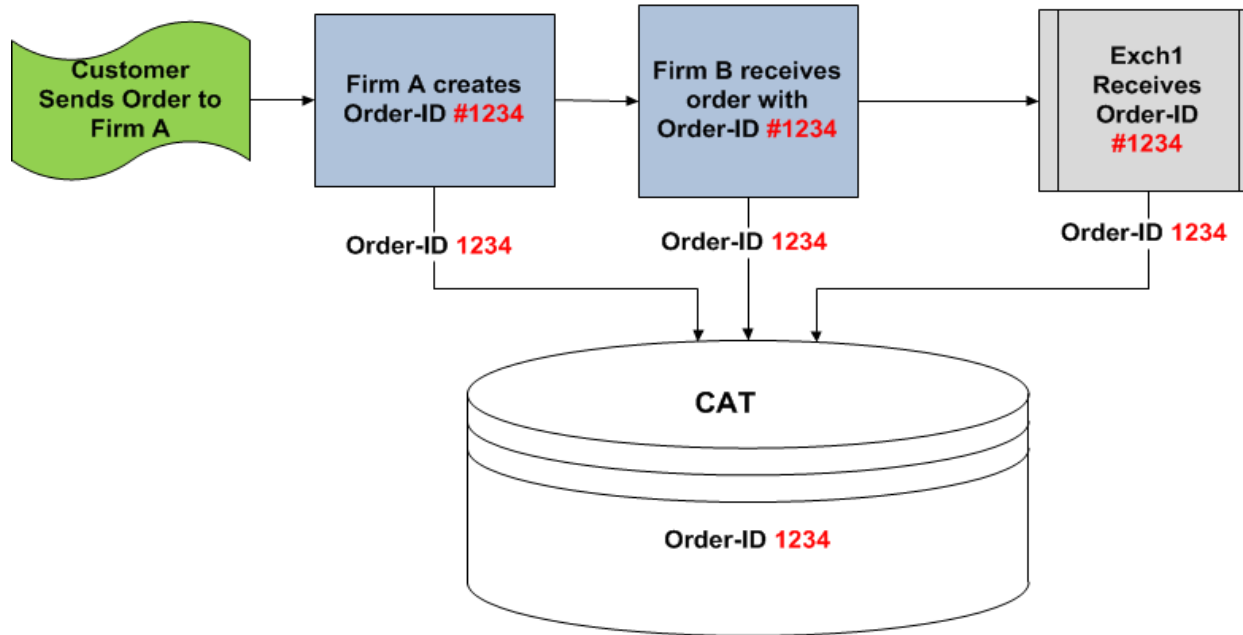 Customer
Sends Order to
Firm A
Firm A creates
Order-ID #1234
Firm B receives
order with
Order-ID #1234
Exch1
Receives
Order-ID
#1234
Order-ID 1234
Order-ID 1234
Order-ID 1234
CAT
Order-ID 1234